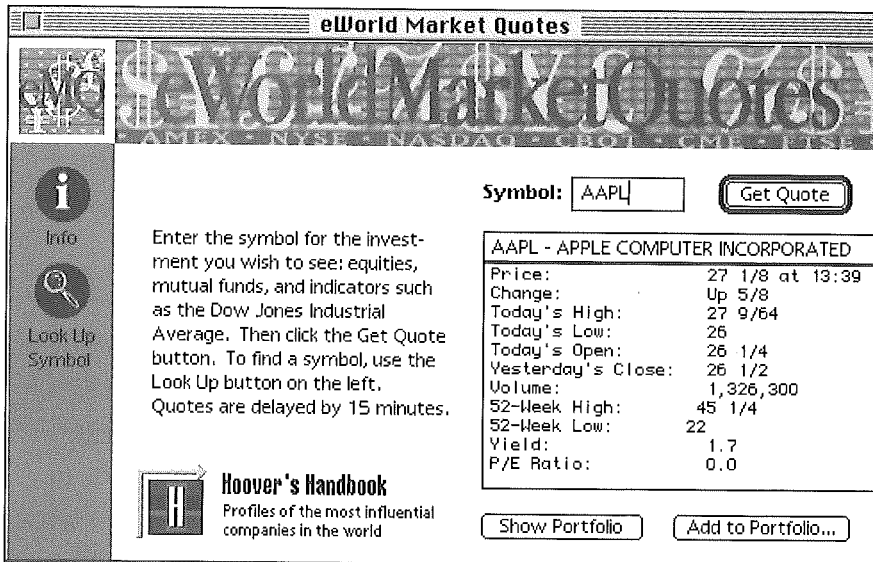 eWorld Market Quotes
eWorldMarketQuotes
AMEX • NYSE • NASDAQ • CBOT • CME • FTSE
Info
Look Up
Symbol
Enter the symbol for the invest-
ment you wish to see: equities,
mutual funds, and indicators such
as the Dow Jones Industrial
Average. Then click the Get Quote
button. To find a symbol, use the
Look Up button on the left.
Quotes are delayed by 15 minutes.
H
Hoover's Handbook
Profiles of the most influential
companies in the world
Symbol: AAPL Get Quote
AAPL - APPLE COMPUTER INCORPORATED
Price: 27 1/8 at 13:39
Change: Up 5/8
Today's High: 27 9/64
Today's Low: 26
Today's Open: 26 1/4
Yesterday's Close: 26 1/2
Volume: 1,326,300
52-Week High: 45 1/4
52-Week Low: 22
Yield: 1.7
P/E Ratio: 0.0
Show Portfolio Add to Portfolio...